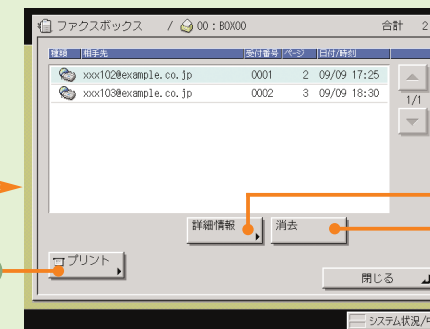 ファクスボックス / 00 : BOX00 合計 2
種類 相手先 受付番号 ページ 日付/時刻
xxx102@example.co.jp 0001 2 09/09 17:25
xxx103@example.co.jp 0002 3 09/09 18:30
1/1
詳細情報 消去
プリント
閉じる
システム状況/中